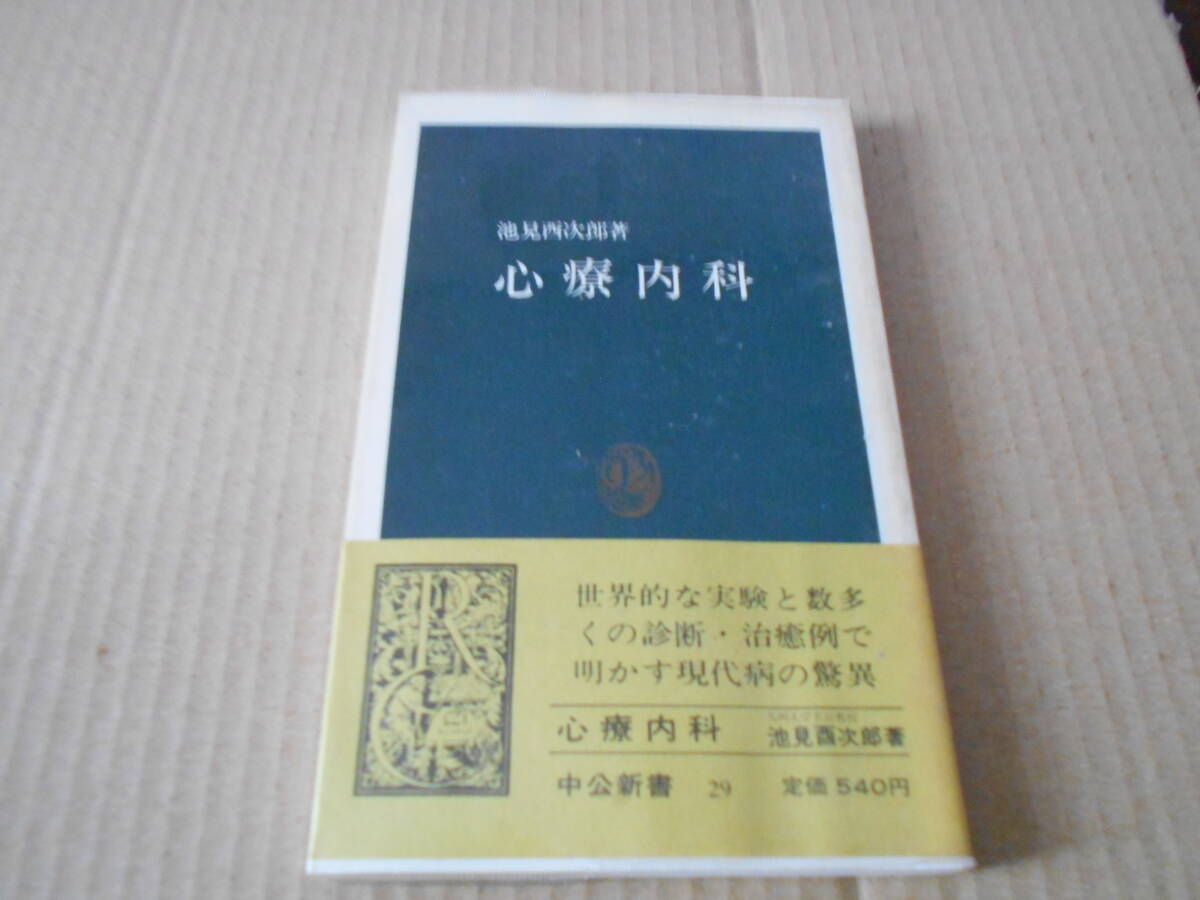 池見酉次郎著
心療内科
世界的な実験と数多
くの診断・治癒例で
明かす現代病の驚異
心療内科
池見酉次郎著
中公新書 29 定価 540円